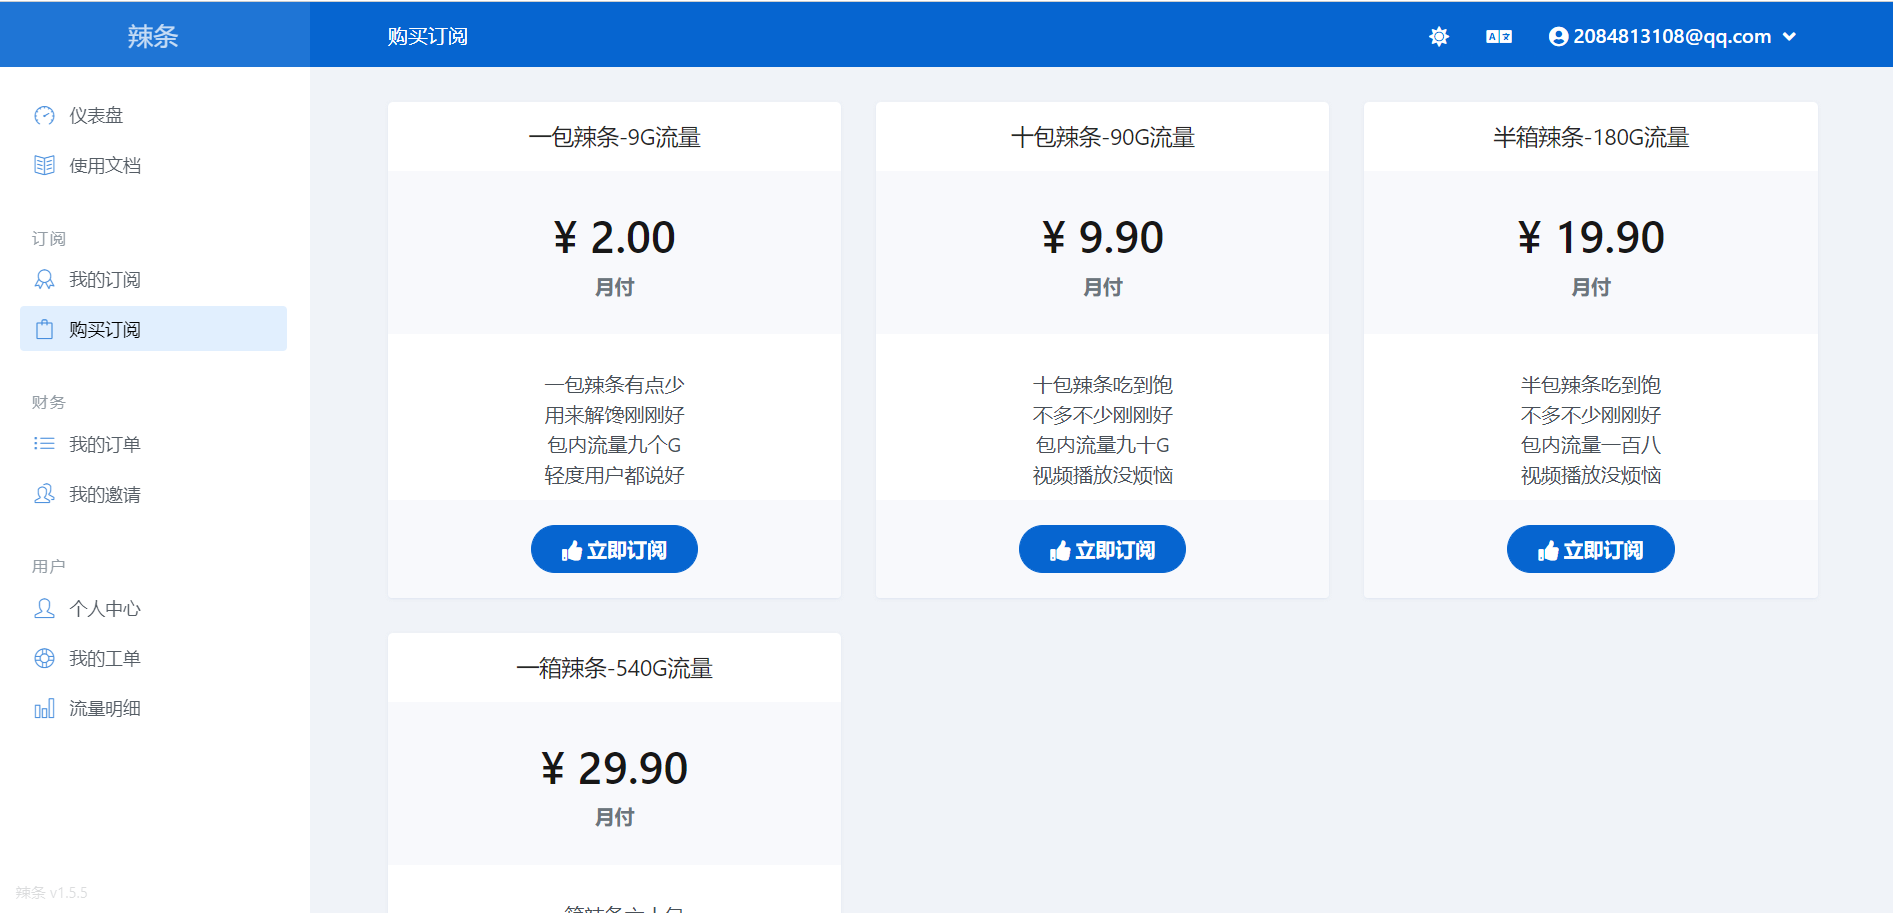 辣条
购买订阅
2084813108@qq.com
仪表盘
使用文档
订阅
我的订阅
购买订阅
财务
我的订单
我的邀请
用户
个人中心
我的工单
流量明细
辣条 v1.5.5
一包辣条-9G流量
¥ 2.00
月付
一包辣条有点少
用来解馋刚刚好
包内流量九个G
轻度用户都说好
立即订阅
十包辣条-90G流量
¥ 9.90
月付
十包辣条吃到饱
不多不少刚刚好
包内流量九十G
视频播放没烦恼
立即订阅
半箱辣条-180G流量
¥ 19.90
月付
半包辣条吃到饱
不多不少刚刚好
包内流量一百八
视频播放没烦恼
立即订阅
一箱辣条-540G流量
¥ 29.90
月付